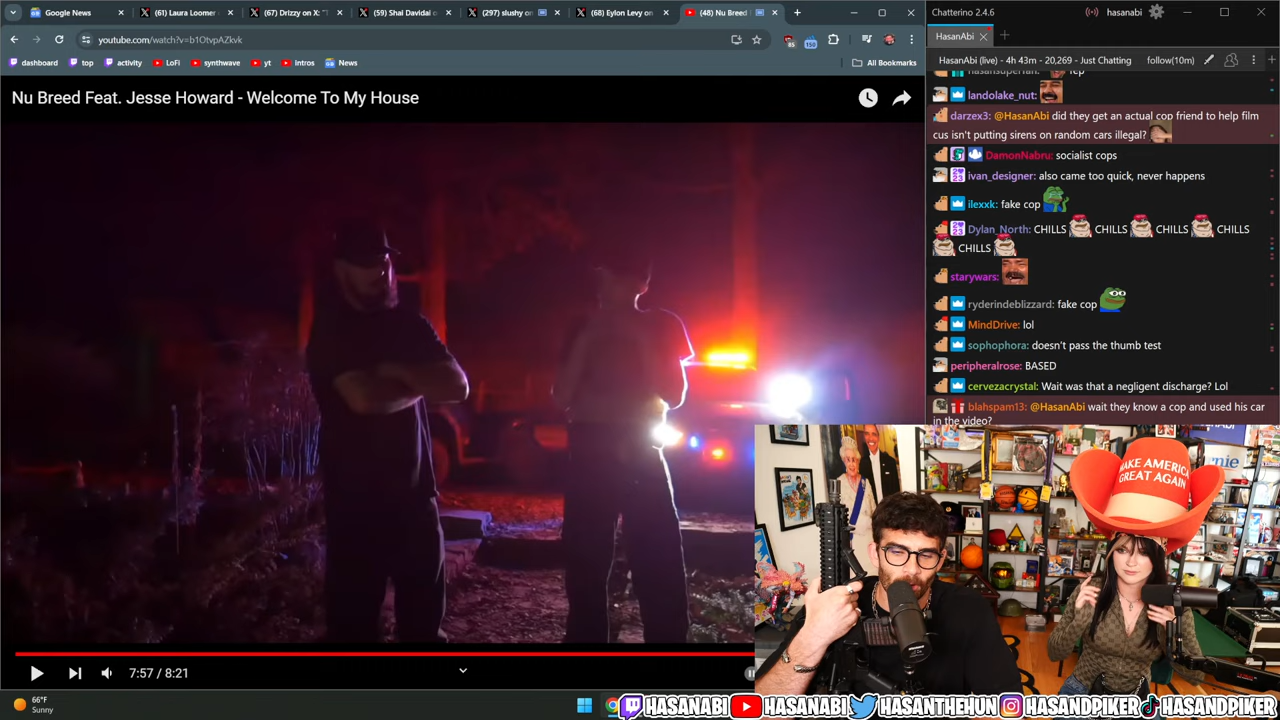 Google News
(61) Laura Loomer
(67) Drizzy on X: "
(59) Shai Davidai
(297) slushy on
(68) Eylon Levy on
(48) Nu Breed
youtube.com/watch?v=b1OtvpAZkvk
85
150
dashboard
top
activity
LoFi
synthwave
yt
intros
News
All Bookmarks
Nu Breed Feat. Jesse Howard - Welcome To My House
7:57 / 8:21
Chatterino 2.4.6
hasanabi
HasanAbi
HasanAbi (live) - 4h 43m - 20,269 - Just Chatting
follow(10m)
landolake_nut:
darzex3: @HasanAbi did they get an actual cop friend to help film
cus isn't putting sirens on random cars illegal?
DamonNabru: socialist cops
ivan_designer: also came too quick, never happens
ilexxk: fake cop
Dylan_North: CHILLS CHILLS CHILLS CHILLS
CHILLS
starywars:
ryderindeblizzard: fake cop
MindDrive: lol
sophophora: doesn't pass the thumb test
peripheralrose: BASED
cervezacrystal: Wait was that a negligent discharge? Lol
blahspam13: @HasanAbi wait they know a cop and used his car
in the video?
MAKE AMERICA
GREAT AGAIN
66°F
Sunny
HASANABI
HASANABI
HASANTHEHUN
HASANDPIKER
HASANDPIKER